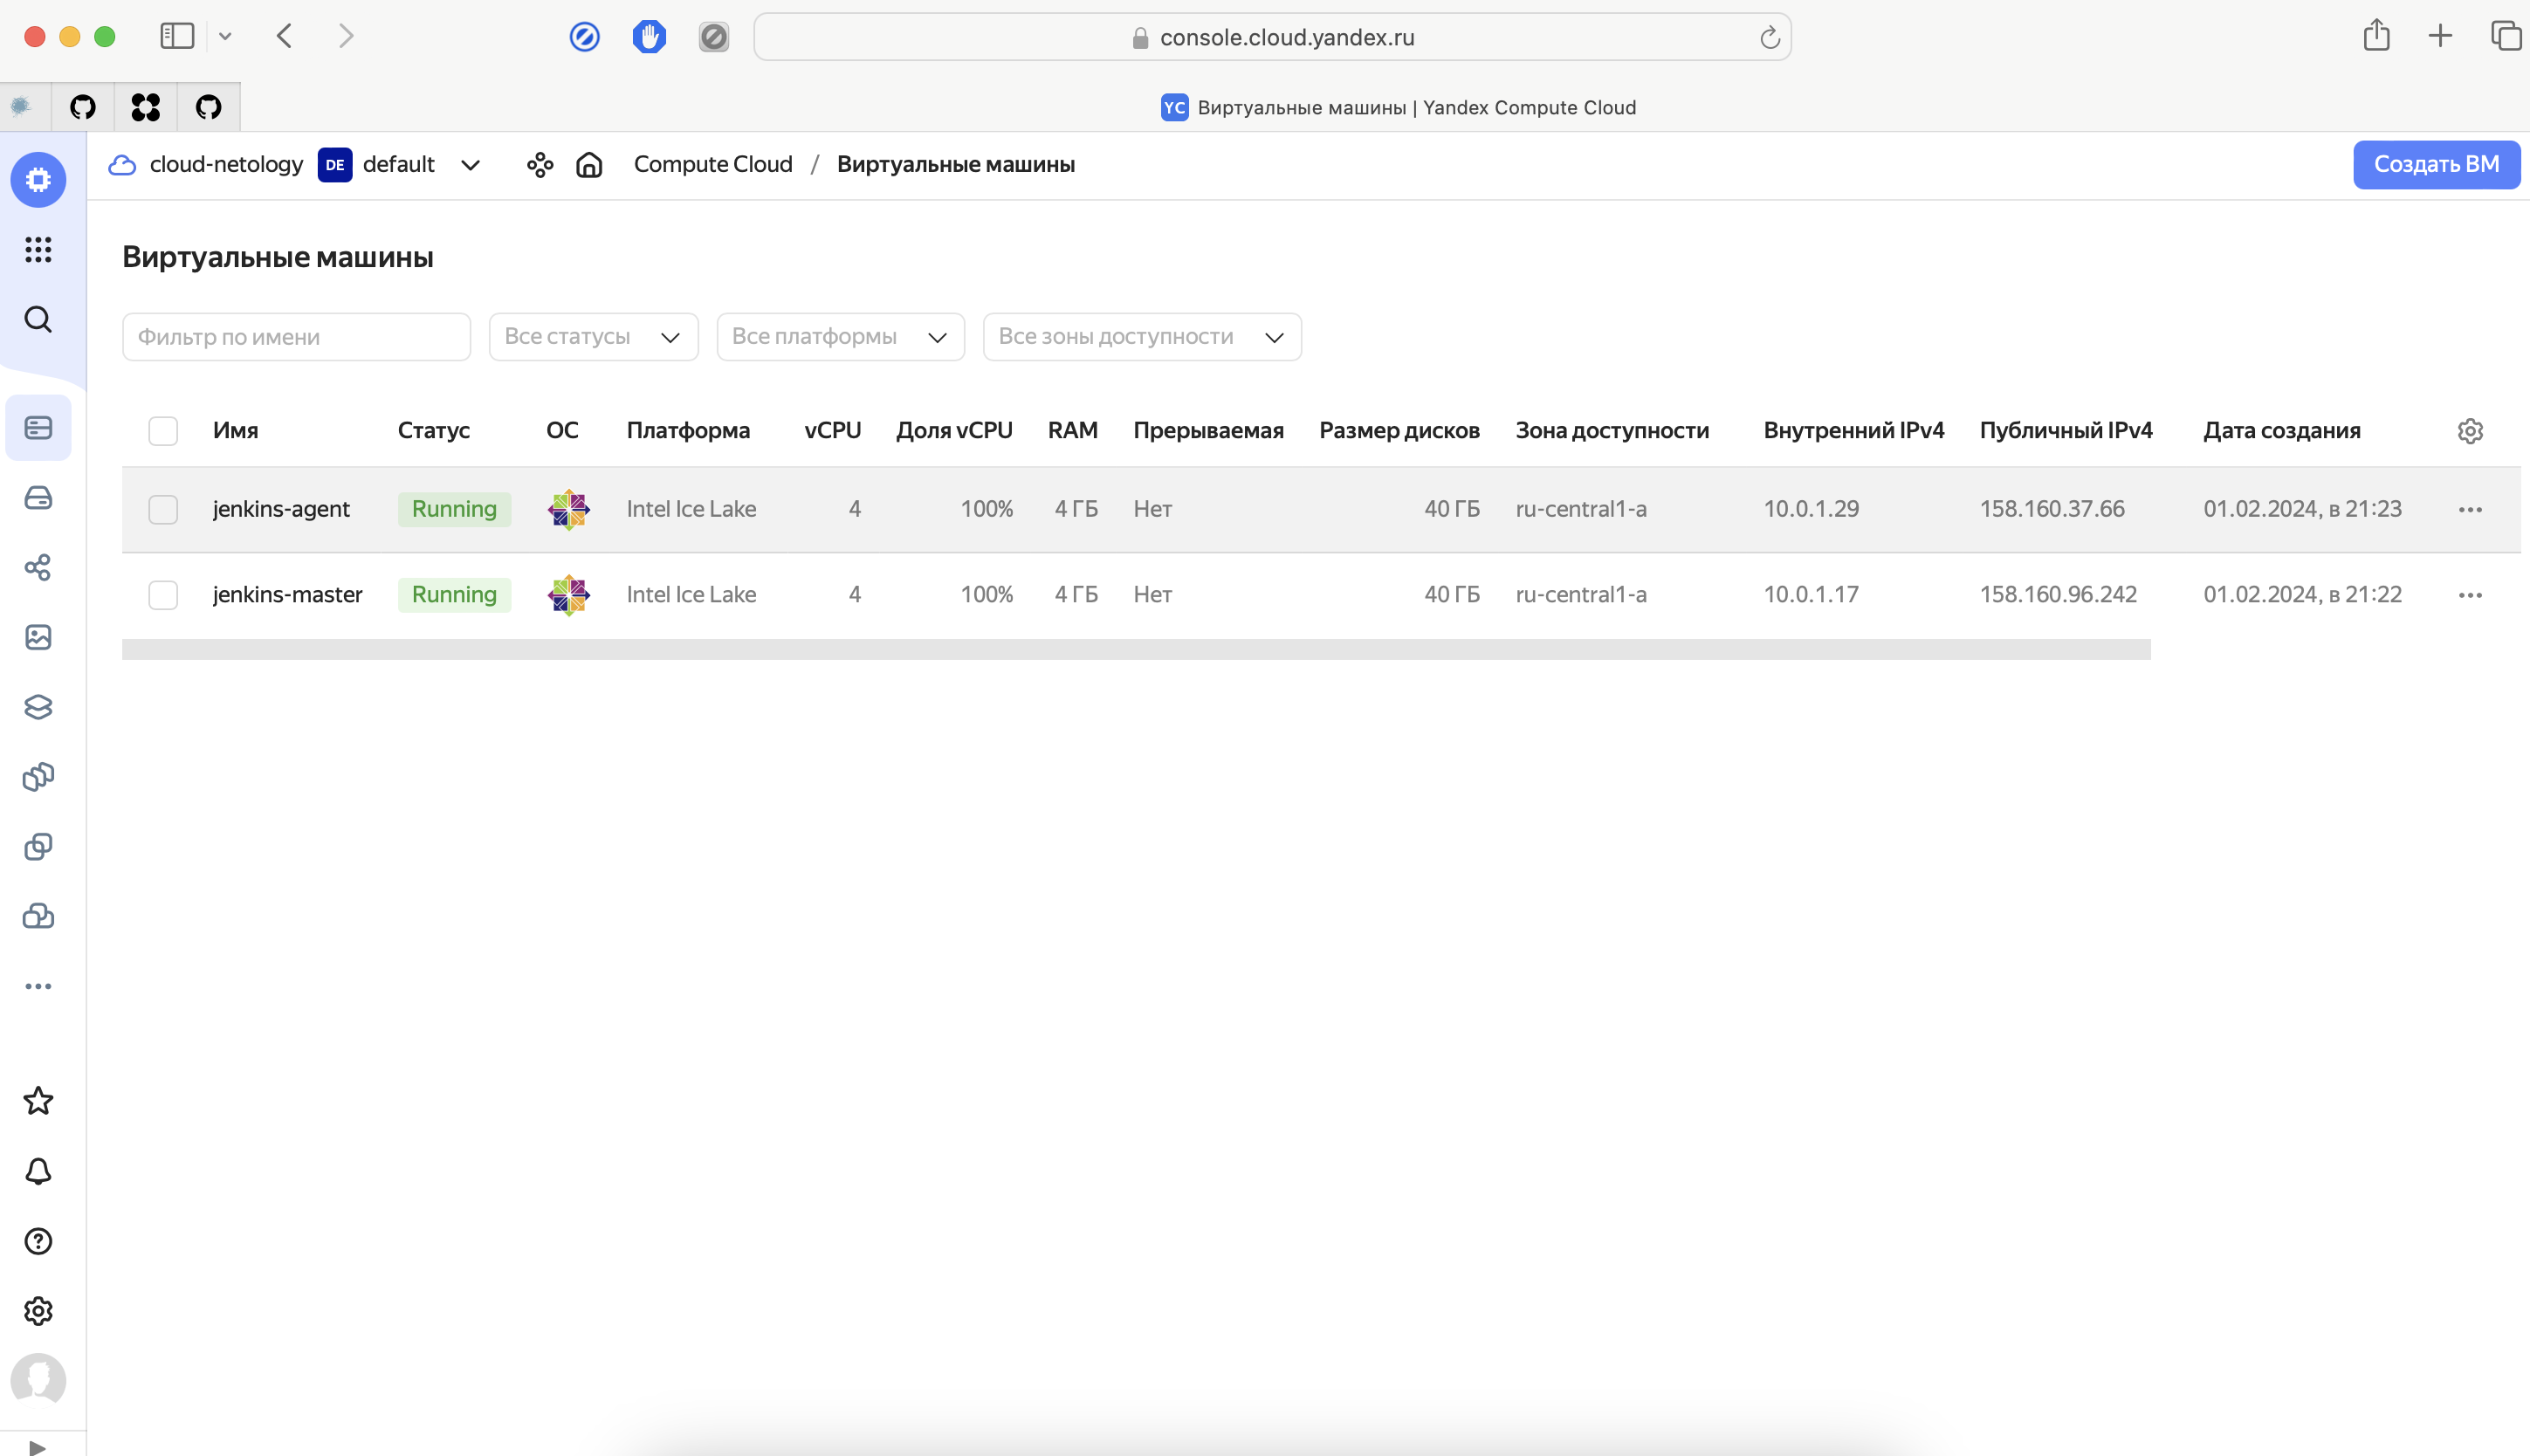 console.cloud.yandex.ru
YC Виртуальные машины | Yandex Compute Cloud
cloud-netology DE default Compute Cloud / Виртуальные машины Создать ВМ
Виртуальные машины
Фильтр по имени Все статусы Все платформы Все зоны доступности
Имя Статус ОС Платформа vCPU Доля vCPU RAM Прерываемая Размер дисков Зона доступности Внутренний IPv4 Публичный IPv4 Дата создания
jenkins-agent Running Intel Ice Lake 4 100% 4 ГБ Нет 40 ГБ ru-central1-a 10.0.1.29 158.160.37.66 01.02.2024, в 21:23
jenkins-master Running Intel Ice Lake 4 100% 4 ГБ Нет 40 ГБ ru-central1-a 10.0.1.17 158.160.96.242 01.02.2024, в 21:22